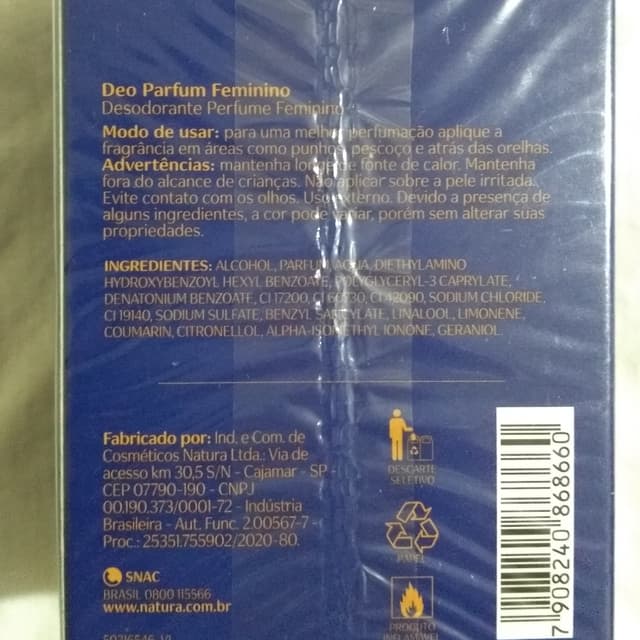 Deo Parfum Feminino
Desodorante Perfume Feminino
Modo de usar: para uma melhor perfumação aplique a
fragrância em áreas como punhos, pescoço e atrás das orelhas.
Advertências: mantenha longe de fonte de calor. Mantenha
fora do alcance de crianças. Não aplicar sobre a pele irritada.
Evite contato com os olhos. Uso externo. Devido a presença de
alguns ingredientes, a cor pode variar, porém sem alterar suas
propriedades.
INGREDIENTES: ALCOHOL, PARFUM, AQUA, DIETHYLAMINO
HYDROXYBENZOYL HEXYL BENZOATE, POLYGLYCERYL-3 CAPRYLATE,
DENATONIUM BENZOATE, CI 17200, CI 60730, CI 42090, SODIUM CHLORIDE,
CI 19140, SODIUM SULFATE, BENZYL SALICYLATE, LINALOOL, LIMONENE,
COUMARIN, CITRONELLOL, ALPHA-ISOMETHYL IONONE, GERANIOL.
Fabricado por: Ind. e Com. de
Cosméticos Natura Ltda.: Via de
acesso km 30,5 S/N - Cajamar - SP -
CEP 07790-190 - CNPJ
00.190.373/0001-72 - Indústria
Brasileira - Aut. Func. 2.00567-7
Proc.: 25351.755902/2020-80.
SNAC
BRASIL 0800 115566
www.natura.com.br
DESCARTE
SELETIVO
PAPEL
PRODUTO
INFLAMÁVEL
7 908240 868660